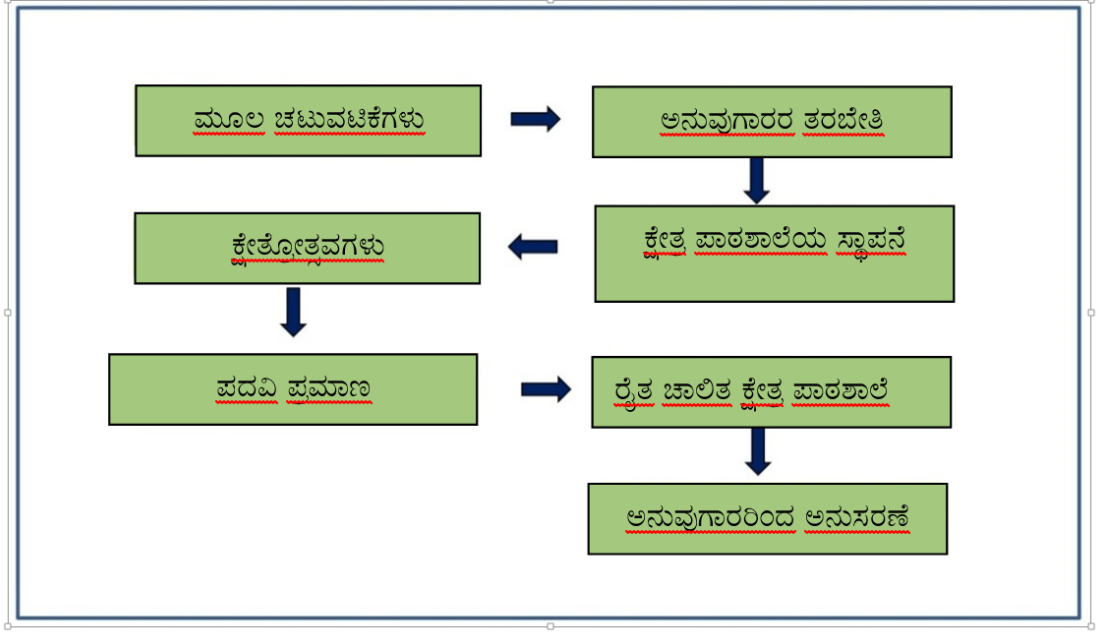 ಮೂಲ ಚಟುವಟಿಕೆಗಳು
ಅನುವುಗಾರರ ತರಬೇತಿ
ಕ್ಷೇತ್ರ ಪಾಠಶಾಲೆಯ ಸ್ಥಾಪನೆ
ಕ್ಷೇತ್ರೋತ್ಸವಗಳು
ಪದವಿ ಪ್ರಮಾಣ
ರೈತ ಚಾಲಿತ ಕ್ಷೇತ್ರ ಪಾಠಶಾಲೆ
ಅನುವುಗಾರರಿಂದ ಅನುಸರಣೆ